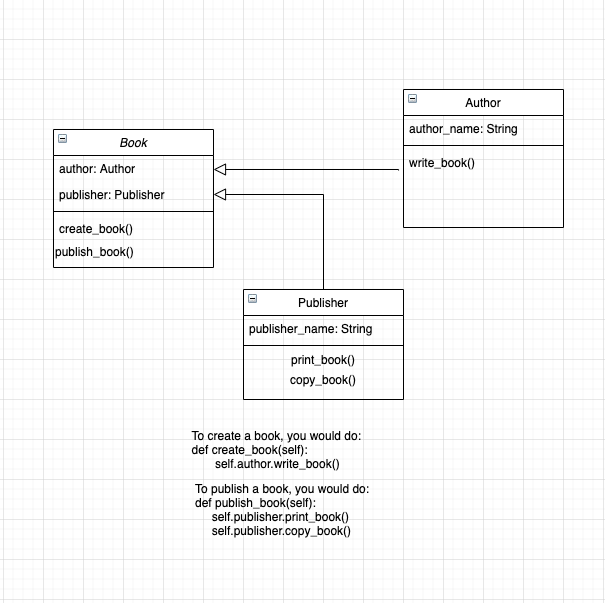 Author
author_name: String
write_book()
Book
author: Author
publisher: Publisher
create_book()
publish_book()
Publisher
publisher_name: String
print_book()
copy_book()
To create a book, you would do:
def create_book(self):
self.author.write_book()
To publish a book, you would do:
def publish_book(self):
self.publisher.print_book()
self.publisher.copy_book()